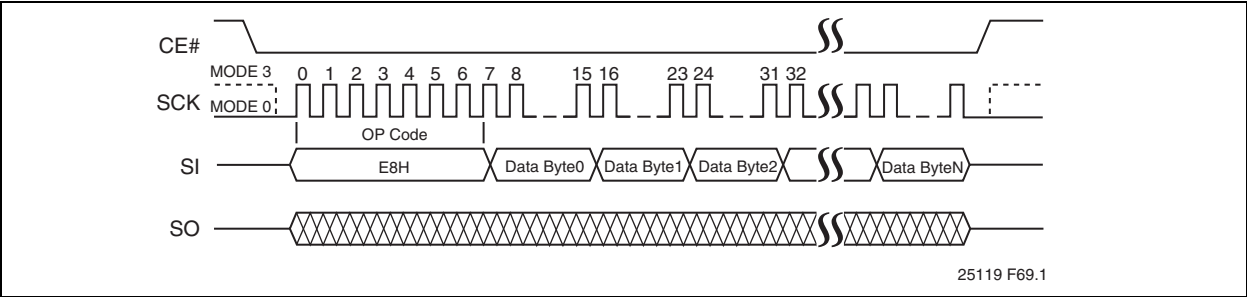 CE#
MODE 3 0 1 2 3 4 5 6 7 8 15 16 23 24 31 32
SCK MODE 0
OP Code
SI E8H Data Byte0 Data Byte1 Data Byte2 Data ByteN
SO
25119 F69.1